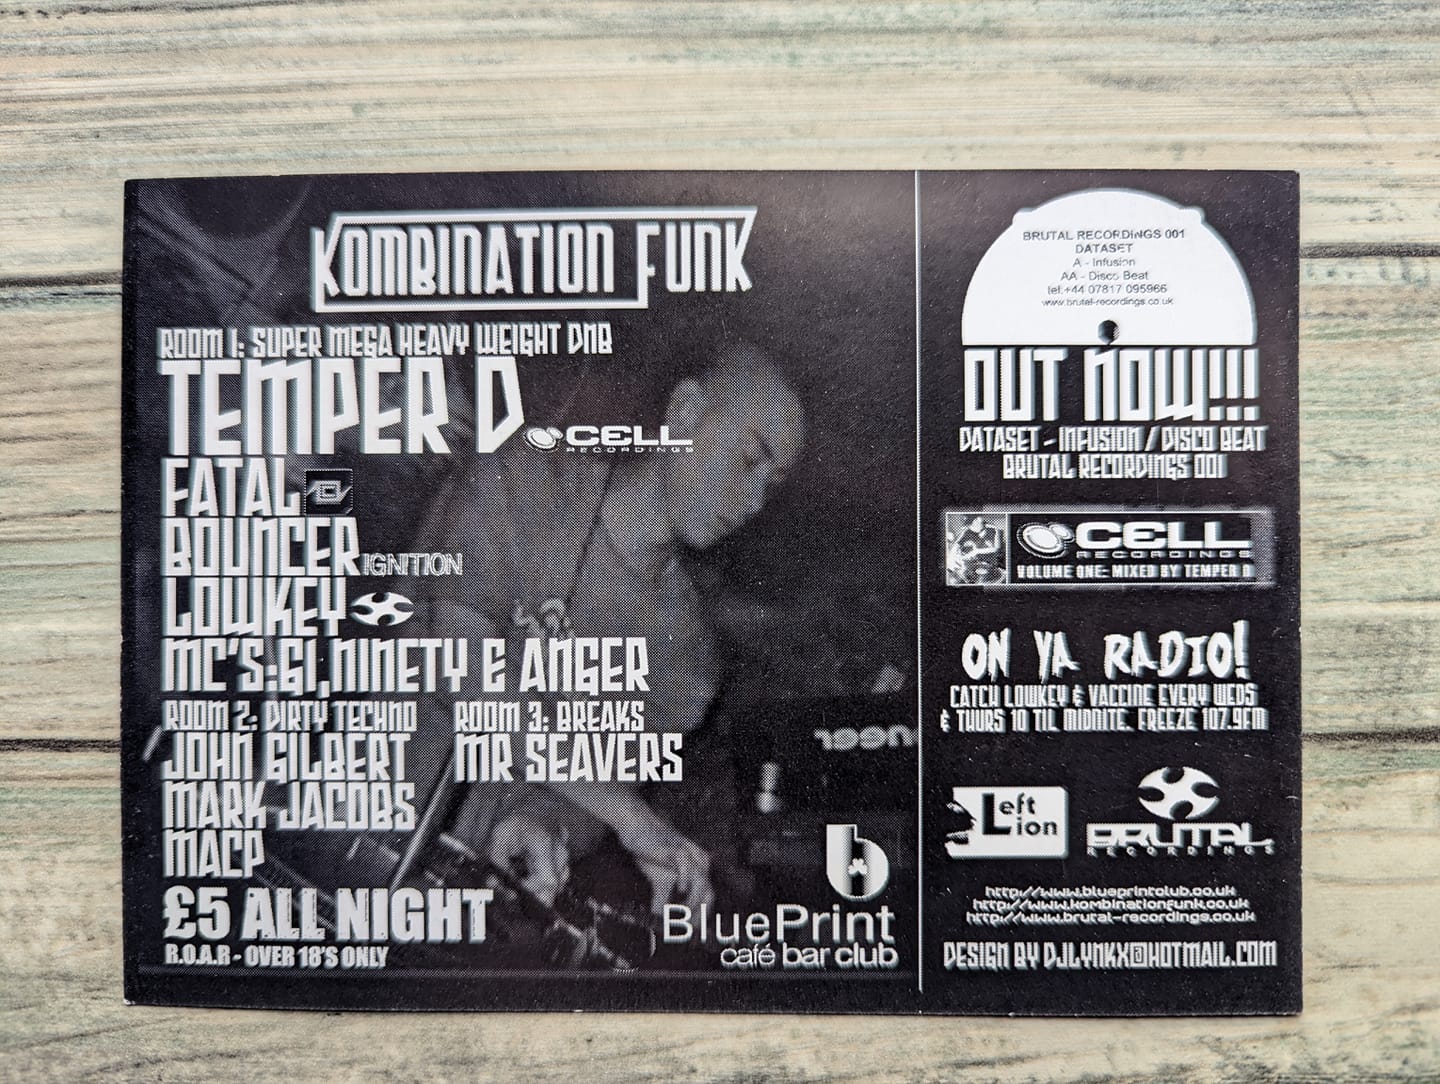 KOMBINATION FUNK
ROOM 1: SUPER MEGA HEAVY WEIGHT DNB
TEMPER D
CELL
RECORDINGS
FATAL
BOUNCER IGNITION
LOWKEY
MC'S:G1,NINETY & ANGER
ROOM 2: DIRTY TECHNO
JOHN GILBERT
MARK JACOBS
MACP
ROOM 3: BREAKS
MR SEAVERS
£5 ALL NIGHT
R.O.A.R - OVER 18'S ONLY
b
BluePrint
café bar club
BRUTAL RECORDINGS 001
DATASET
A - Infusion
AA - Disco Beat
tel:+44 07817 095966
www.brutal-recordings.co.uk
OUT NOW!!!
DATASET - INFUSION / DISCO BEAT
BRUTAL RECORDINGS 001
CELL
RECORDINGS
VOLUME ONE- MIXED BY TEMPER D
ON YA RADIO!
CATCH LOWKEY & VACCINE EVERY WEDS
& THURS 10 TIL MIDNITE. FREEZE 107.9FM
Left
Lion
BRUTAL
RECORDINGS
http://www.blueprintclub.co.uk
http://www.kombinationfunk.co.uk
http://www.brutal-recordings.co.uk
DESIGN BY DJLYNKX@HOTMAIL.COM